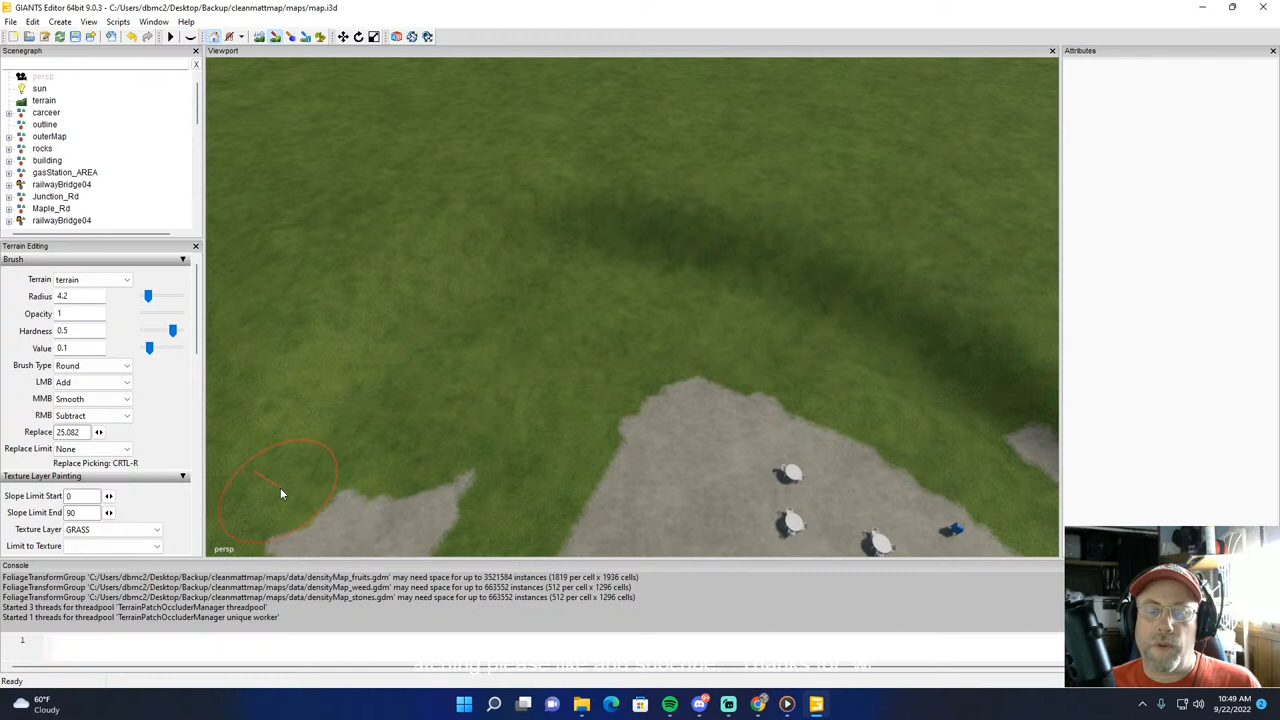 GIANTS Editor 64bit 9.0.3 - C:/Users/dbmc2/Desktop/Backup/cleanmattmap/maps/map.i3d
File Edit Create View Scripts Window Help
Scenegraph
Viewport
Attributes
X
persp
sun
terrain
carceer
outline
outerMap
rocks
building
gasStation_AREA
railwayBridge04
Junction_Rd
Maple_Rd
railwayBridge04
Terrain Editing
Brush
Terrain terrain
Radius 4.2
Opacity 1
Hardness 0.5
Value 0.1
Brush Type Round
LMB Add
MMB Smooth
RMB Subtract
Replace 25.082
Replace Limit None
Replace Picking: CRTL-R
Texture Layer Painting
Slope Limit Start 0
Slope Limit End 90
Texture Layer GRASS
Limit to Texture
persp
Console
FoliageTransformGroup 'C:/Users/dbmc2/Desktop/Backup/cleanmattmap/maps/data/densityMap_fruits.gdm' may need space for up to 3521584 instances (1819 per cell x 1936 cells)
FoliageTransformGroup 'C:/Users/dbmc2/Desktop/Backup/cleanmattmap/maps/data/densityMap_weed.gdm' may need space for up to 663552 instances (512 per cell x 1296 cells)
FoliageTransformGroup 'C:/Users/dbmc2/Desktop/Backup/cleanmattmap/maps/data/densityMap_stones.gdm' may need space for up to 663552 instances (512 per cell x 1296 cells)
Started 3 threads for threadpool 'TerrainPatchOccluderManager threadpool'
Started 1 threads for threadpool 'TerrainPatchOccluderManager unique worker'
1
Ready
60°F
Cloudy
10:49 AM
9/22/2022